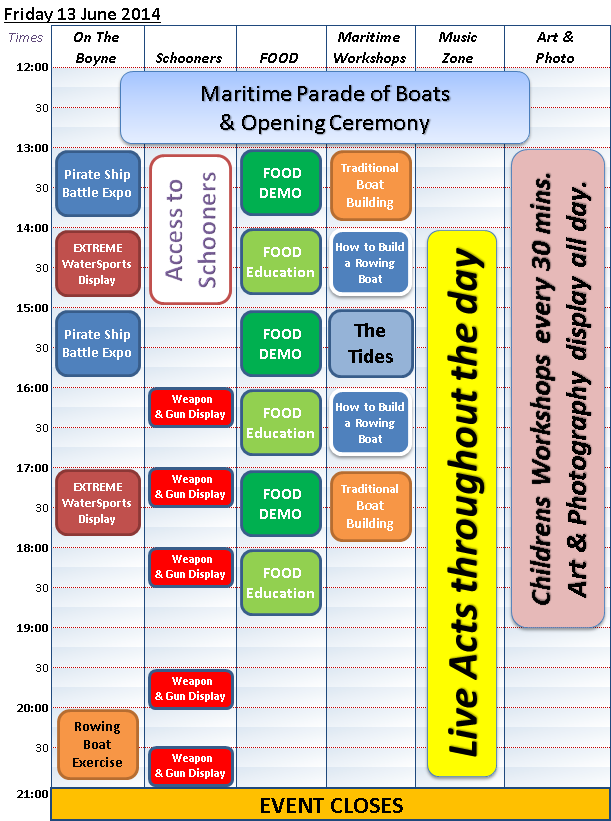 Friday 13 June 2014
Times
On The
Boyne
Schooners
FOOD
Maritime
Workshops
Music
Zone
Art &
Photo
12:00
30
13:00
30
14:00
30
15:00
30
16:00
30
17:00
30
18:00
30
19:00
30
20:00
30
21:00
Maritime Parade of Boats
& Opening Ceremony
Pirate Ship
Battle Expo
EXTREME
WaterSports
Display
Pirate Ship
Battle Expo
EXTREME
WaterSports
Display
Rowing
Boat
Exercise
Access to
Schooners
Weapon
& Gun Display
Weapon
& Gun Display
Weapon
& Gun Display
Weapon
& Gun Display
Weapon
& Gun Display
FOOD
DEMO
FOOD
Education
FOOD
DEMO
FOOD
Education
FOOD
DEMO
FOOD
Education
Traditional
Boat
Building
How to Build
a Rowing
Boat
The
Tides
How to Build
a Rowing
Boat
Traditional
Boat
Building
Live Acts throughout the day
Childrens Workshops every 30 mins.
Art & Photography display all day.
EVENT CLOSES